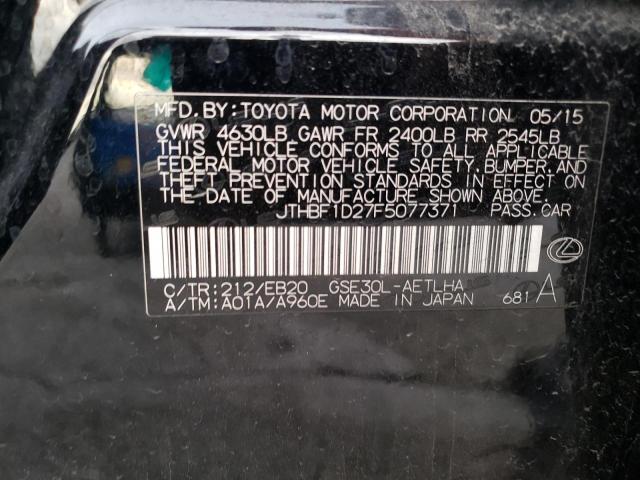 MFD. BY: TOYOTA MOTOR CORPORATION 05/15
GVWR 4630LB GAWR FR 2400LB RR 2545LB
THIS VEHICLE CONFORMS TO ALL APPLICABLE
FEDERAL MOTOR VEHICLE SAFETY, BUMPER, AND
THEFT PREVENTION STANDARDS IN EFFECT ON
THE DATE OF MANUFACTURE SHOWN ABOVE.
JTHBF1D27F5077371 PASS. CAR
C/TR: 212/EB20 GSE30L-AETLHA
A/TM: A01A/A960E MADE IN JAPAN 681 A